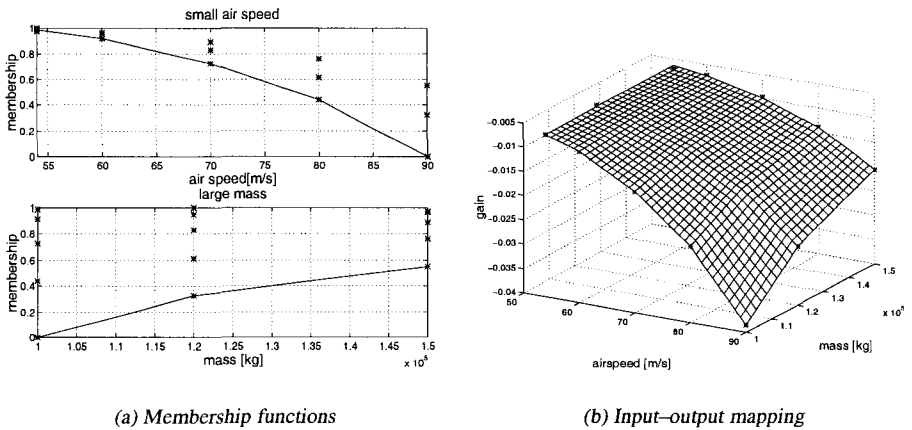 small air speed
membership
1
0.8
0.6
0.4
0.2
0
55 60 65 70 75 80 85 90
air speed[m/s]
large mass
membership
1
0.8
0.6
0.4
0.2
0
1 1.05 1.1 1.15 1.2 1.25 1.3 1.35 1.4 1.45 1.5
mass [kg]
x 10^5
(a) Membership functions
gain
-0.005
-0.01
-0.015
-0.02
-0.025
-0.03
-0.035
-0.04
50 60 70 80 90
airspeed [m/s]
1 1.1 1.2 1.3 1.4 1.5
x 10^5
mass [kg]
(b) Input–output mapping